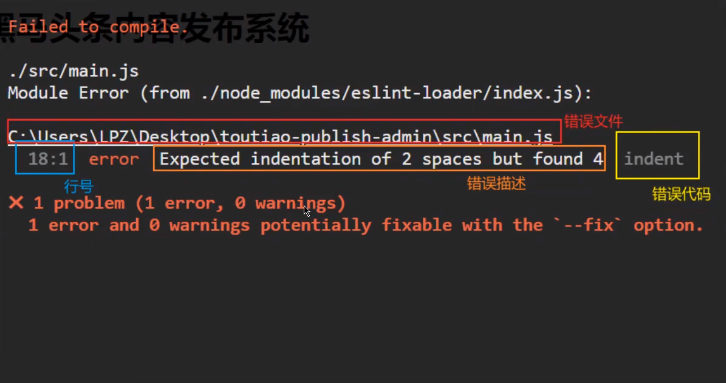 黑马头条内容发布系统
Failed to compile.
./src/main.js
Module Error (from ./node_modules/eslint-loader/index.js):
错误文件
C:\Users\LPZ\Desktop\toutiao-publish-admin\src\main.js
18:1 error Expected indentation of 2 spaces but found 4 indent
行号 错误描述 错误代码
✕ 1 problem (1 error, 0 warnings)
1 error and 0 warnings potentially fixable with the `--fix` option.